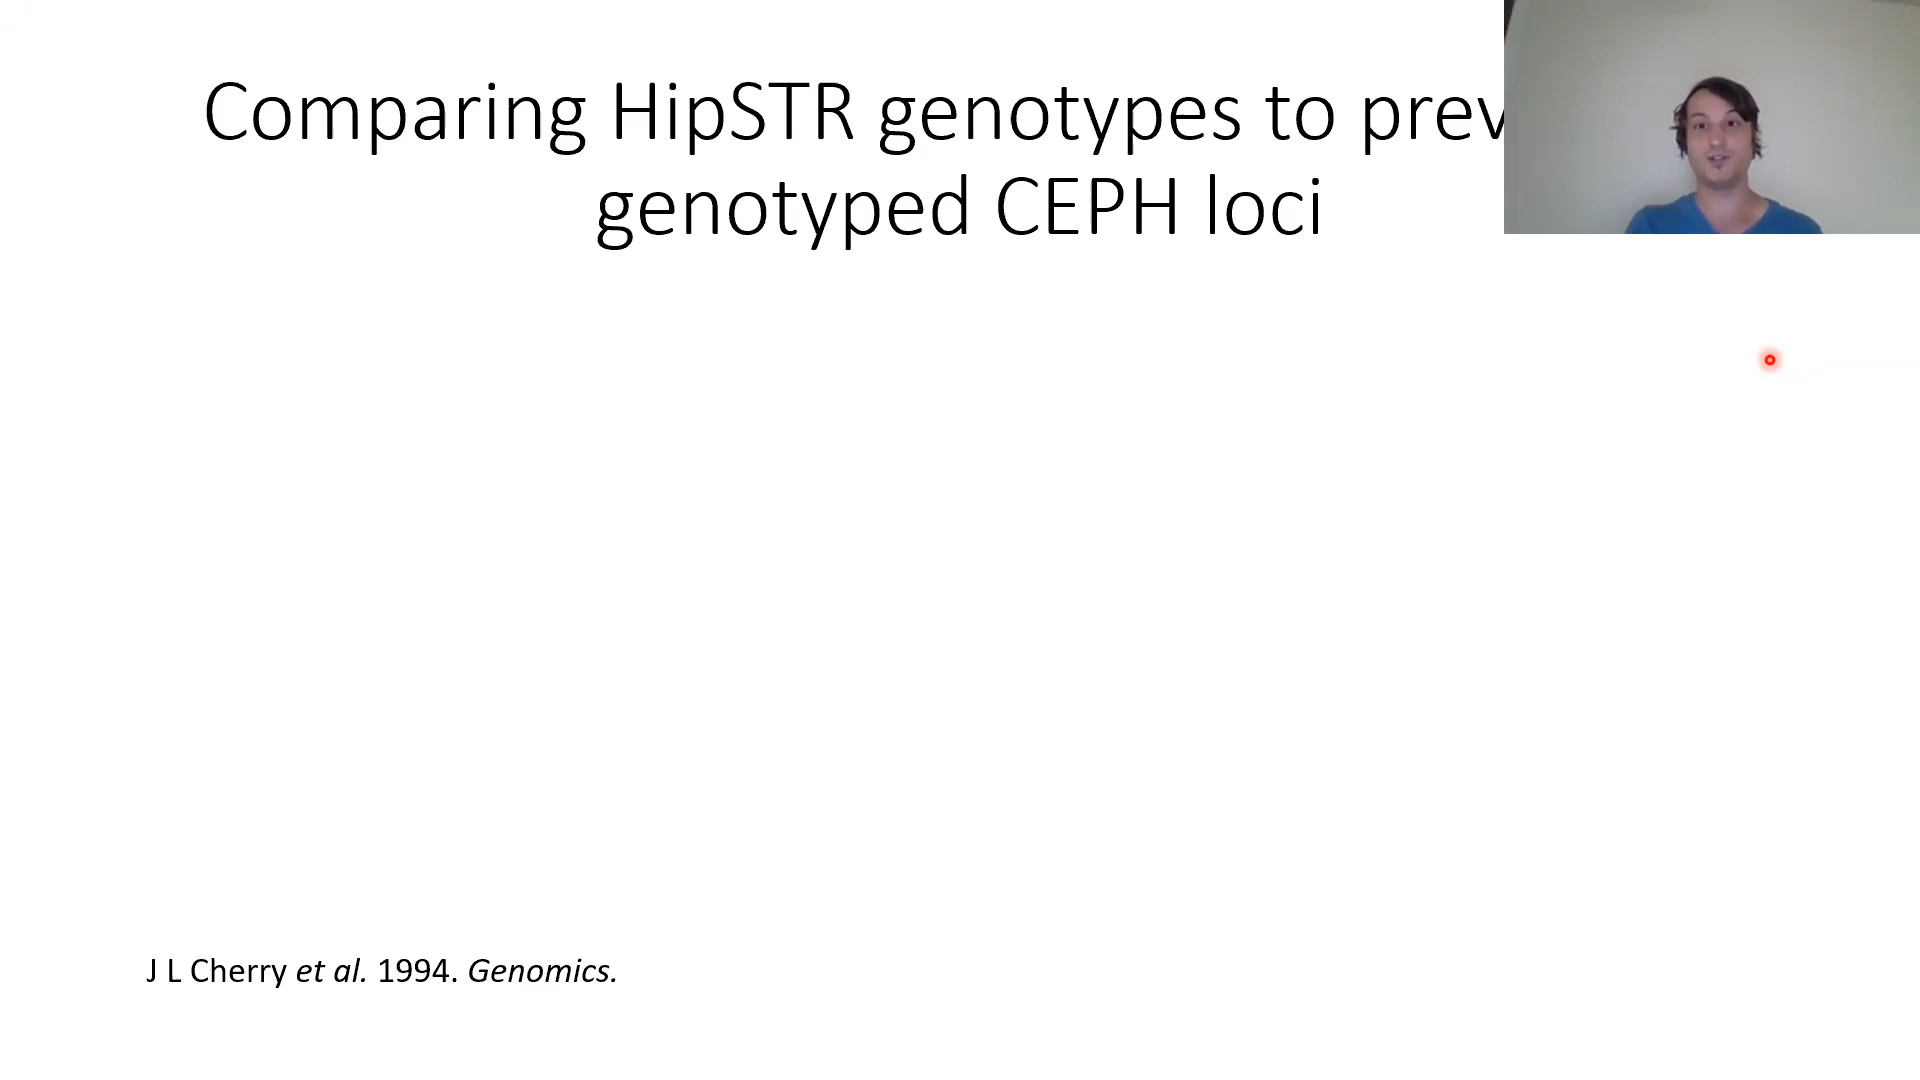 Comparing HipSTR genotypes to prev
genotyped CEPH loci
J L Cherry et al. 1994. Genomics.